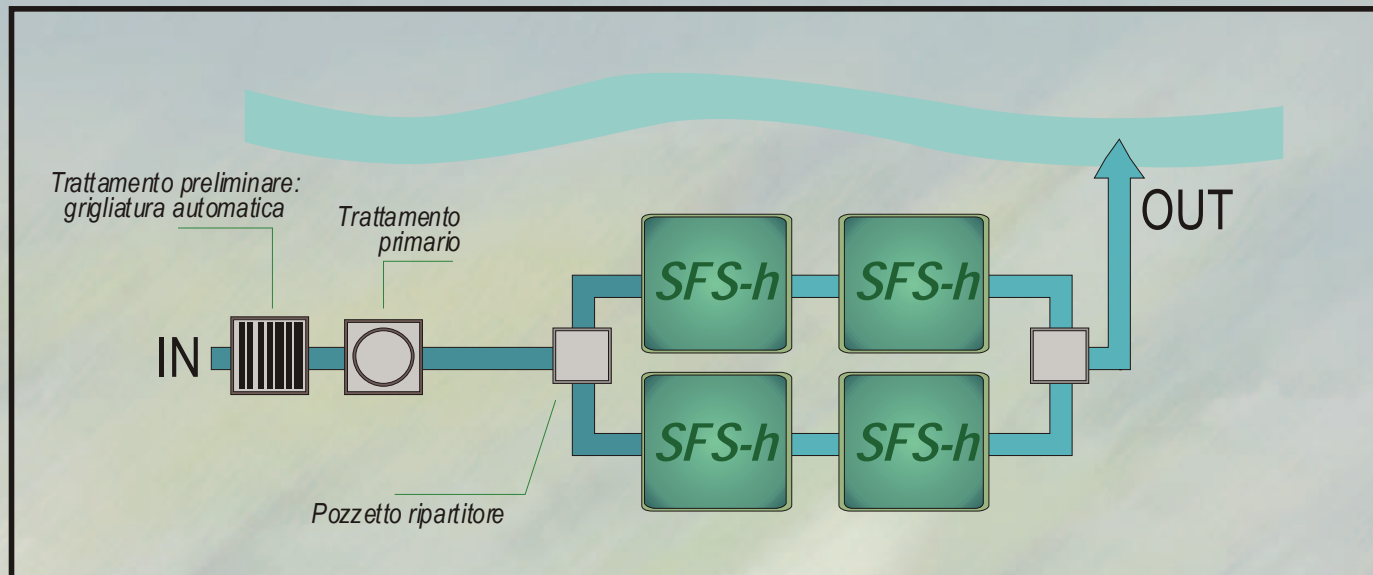 Trattamento preliminare:
grigliatura automatica
Trattamento
primario
IN
OUT
SFS-h
SFS-h
SFS-h
SFS-h
Pozzetto ripartitore